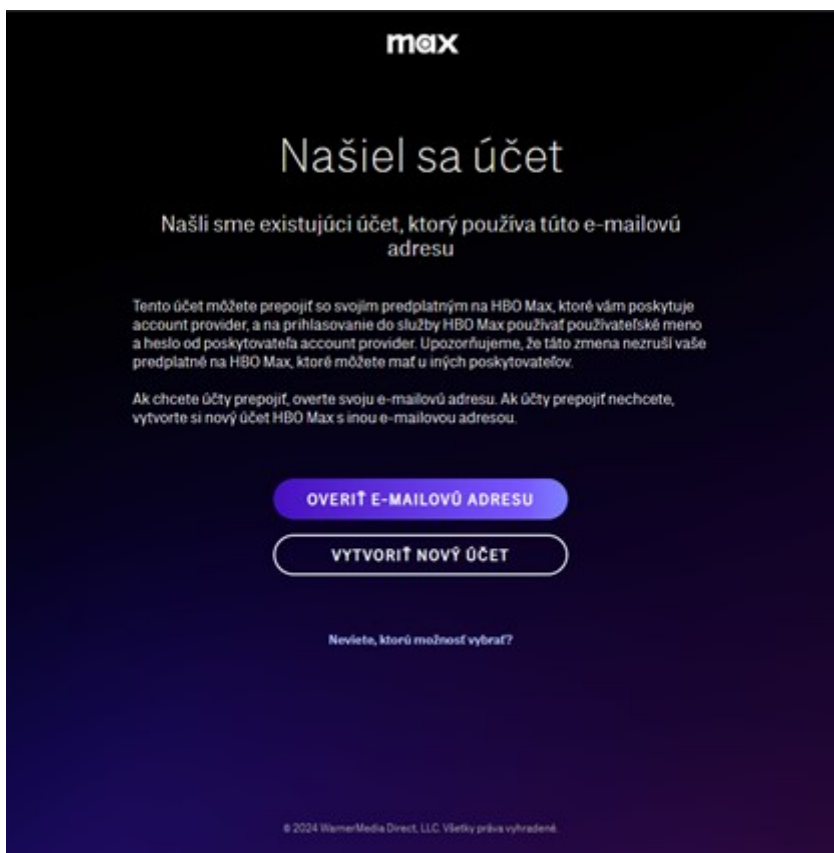 max
Našiel sa účet
Našli sme existujúci účet, ktorý používa túto e-mailovú
adresu
Tento účet môžete prepojiť so svojím predplatným na HBO Max, ktoré vám poskytuje
account provider, a na prihlasovanie do služby HBO Max používať používateľské meno
a heslo od poskytovateľa account provider. Upozorňujeme, že táto zmena nezruší vaše
predplatné na HBO Max, ktoré môžete mať u iných poskytovateľov.
Ak chcete účty prepojiť, overte svoju e-mailovú adresu. Ak účty prepojiť nechcete,
vytvorte si nový účet HBO Max s inou e-mailovou adresou.
OVERIŤ E-MAILOVÚ ADRESU
VYTVORIŤ NOVÝ ÚČET
Neviete, ktorú možnosť vybrať?
© 2024 WarnerMedia Direct, LLC. Všetky práva vyhradené.